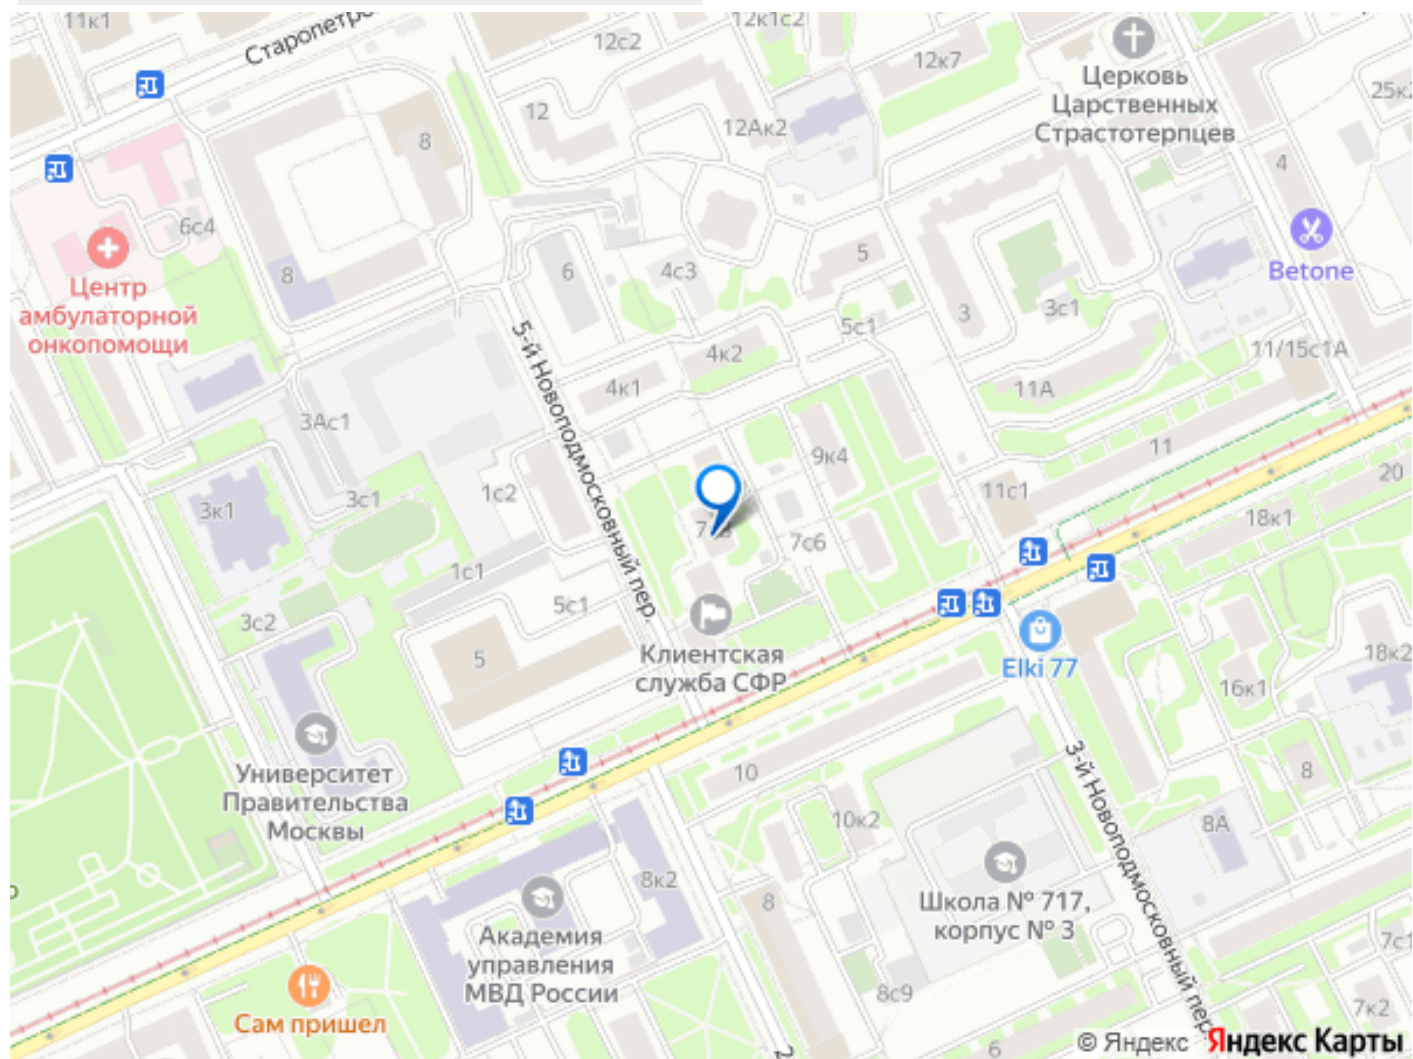 11к1
Старопетро
12с2
12к1с2
12к7
Церковь
Царственных
Страстотерпцев
25к2
12
12Ак2
8
4
6с4
Центр
амбулаторной
онкопомощи
8
6
4с3
5
Betone
3
3с1
5с1
11/15с1А
4к2
4к1
11А
3Ас1
5-й Новоподмосковный пер.
9к4
11
20
1с2
11с1
3к1
3с1
18к1
7с6
1с1
5с1
3с2
5
Клиентская
служба СФР
Elki 77
18к2
16к1
Университет
Правительства
Москвы
10
8
3-й Новоподмосковный пер.
10к2
8А
8к2
8
Школа № 717,
корпус № 3
Академия
управления
МВД России
7с1
8с9
7к2
Сам пришел
6
2
© Яндекс Яндекс Карты